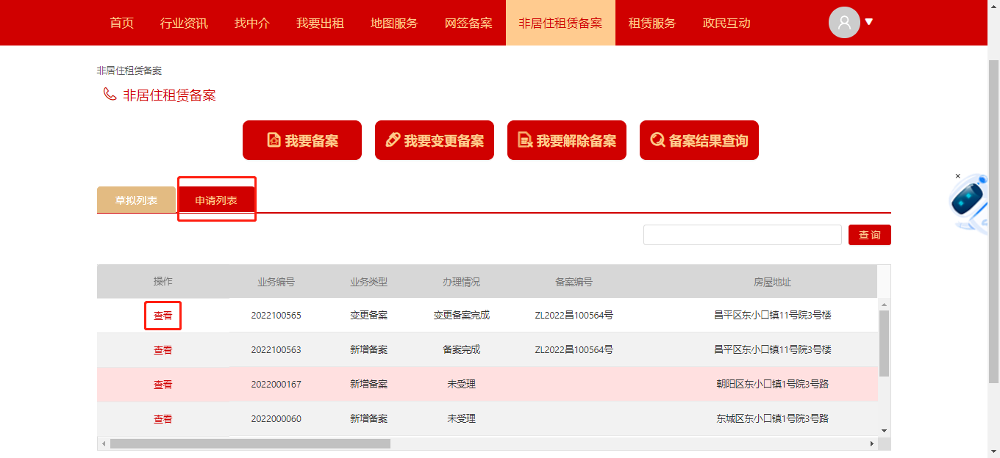 首页 行业资讯 找中介 我要出租 地图服务 网签备案 非居住租赁备案 租赁服务 政民互动
非居住租赁备案
非居住租赁备案
我要备案 我要变更备案 我要解除备案 备案结果查询
草拟列表 申请列表
查询
操作 业务编号 业务类型 办理情况 备案编号 房屋地址
查看 2022100565 变更备案 变更备案完成 ZL2022昌100564号 昌平区东小口镇11号院3号楼
查看 2022100563 新增备案 备案完成 ZL2022昌100564号 昌平区东小口镇11号院3号楼
查看 2022000167 新增备案 未受理 朝阳区东小口镇1号院3号路
查看 2022000060 新增备案 未受理 东城区东小口镇1号院3号路